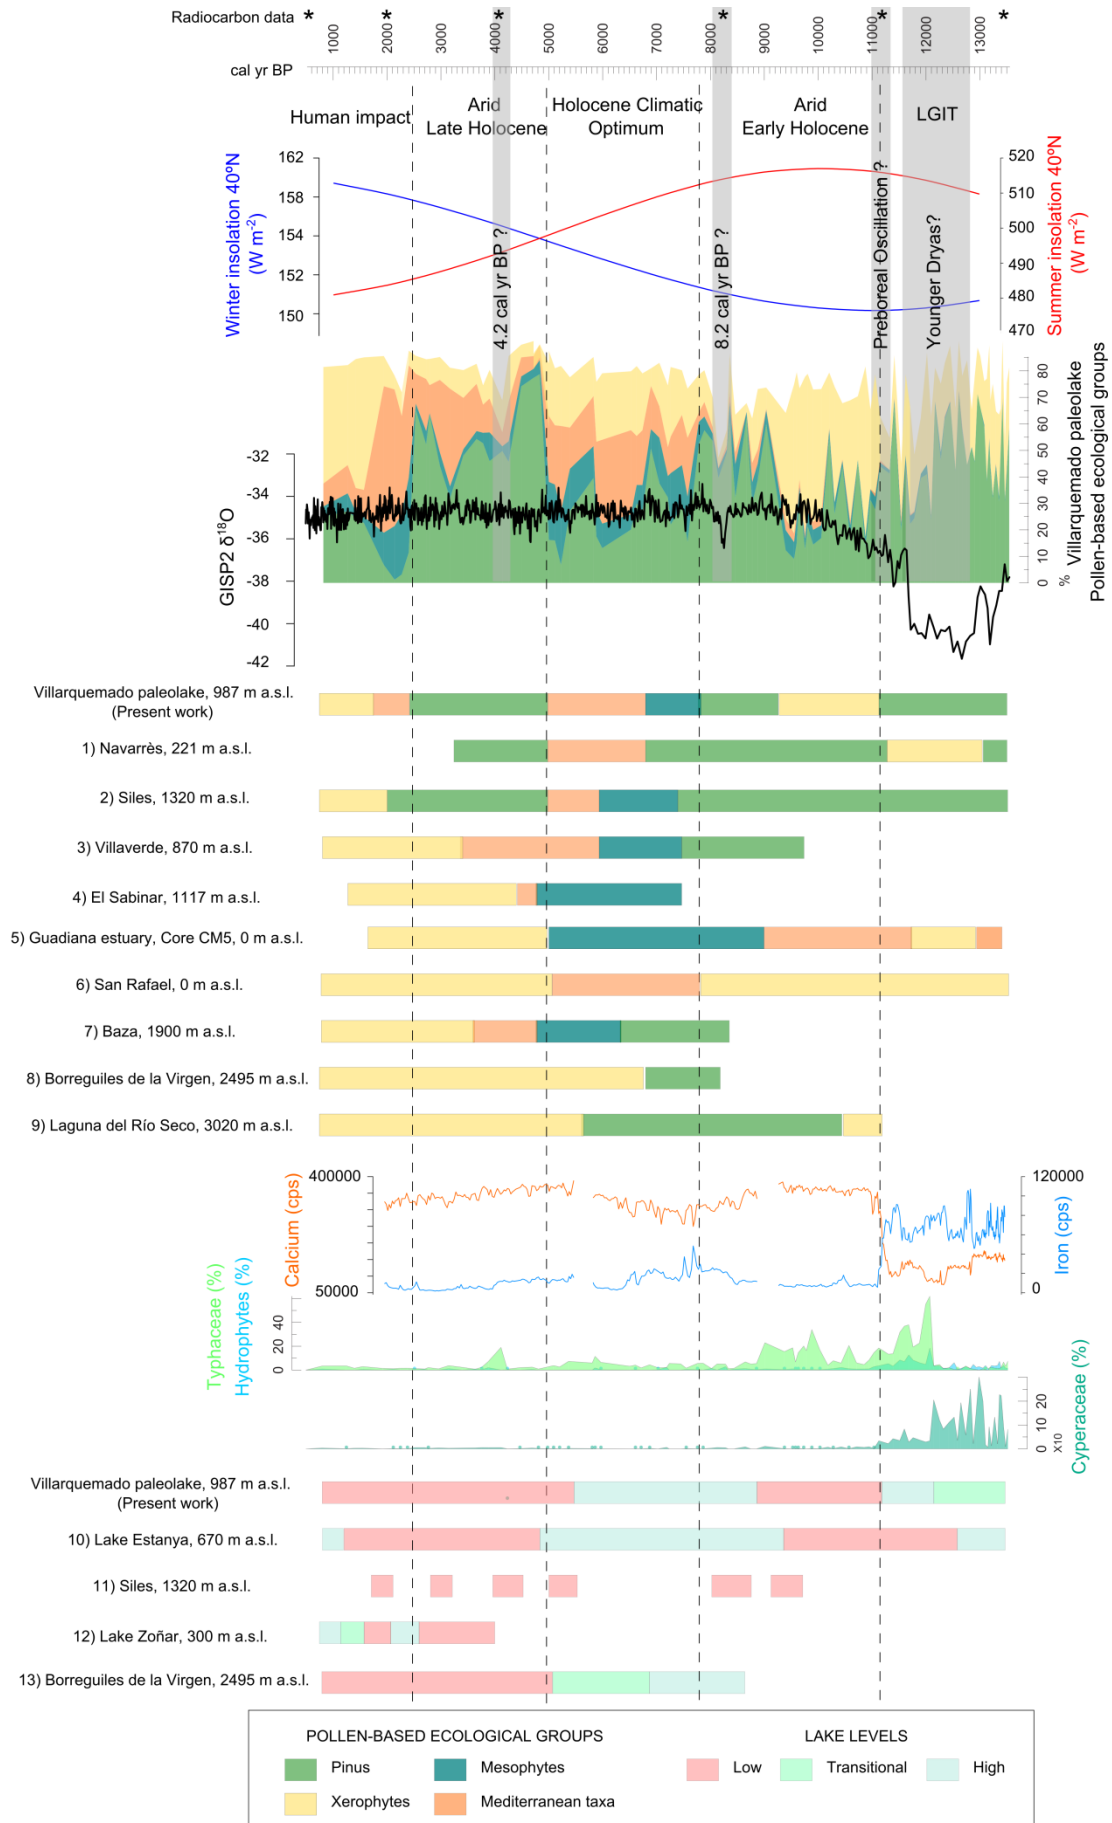 Radiocarbon data * * * * * *
1000 2000 3000 4000 5000 6000 7000 8000 9000 10000 11000 12000 13000
cal yr BP
Human impact
Arid
Late Holocene
Holocene Climatic
Optimum
Arid
Early Holocene
LGIT
Winter insolation 40ºN
(W m-2)
162
158
154
152
150
520
510
500
490
480
470
Summer insolation 40ºN
(W m-2)
4.2 cal yr BP ?
8.2 cal yr BP ?
Preboreal Oscillation ?
Younger Dryas?
GISP2 δ18O
-32
-34
-36
-38
-40
-42
80
70
60
50
40
30
20
10
0
%
Villarquemado paleolake
Pollen-based ecological groups
Villarquemado paleolake, 987 m a.s.l.
(Present work)
1) Navarrès, 221 m a.s.l.
2) Siles, 1320 m a.s.l.
3) Villaverde, 870 m a.s.l.
4) El Sabinar, 1117 m a.s.l.
5) Guadiana estuary, Core CM5, 0 m a.s.l.
6) San Rafael, 0 m a.s.l.
7) Baza, 1900 m a.s.l.
8) Borreguiles de la Virgen, 2495 m a.s.l.
9) Laguna del Río Seco, 3020 m a.s.l.
Calcium (cps)
400000
50000
120000
0
Iron (cps)
Typhaceae (%)
Hydrophytes (%)
40
20
0
20
10
0
x10
Cyperaceae (%)
Villarquemado paleolake, 987 m a.s.l.
(Present work)
10) Lake Estanya, 670 m a.s.l.
11) Siles, 1320 m a.s.l.
12) Lake Zoñar, 300 m a.s.l.
13) Borreguiles de la Virgen, 2495 m a.s.l.
POLLEN-BASED ECOLOGICAL GROUPS
Pinus
Mesophytes
Xerophytes
Mediterranean taxa
LAKE LEVELS
Low
Transitional
High